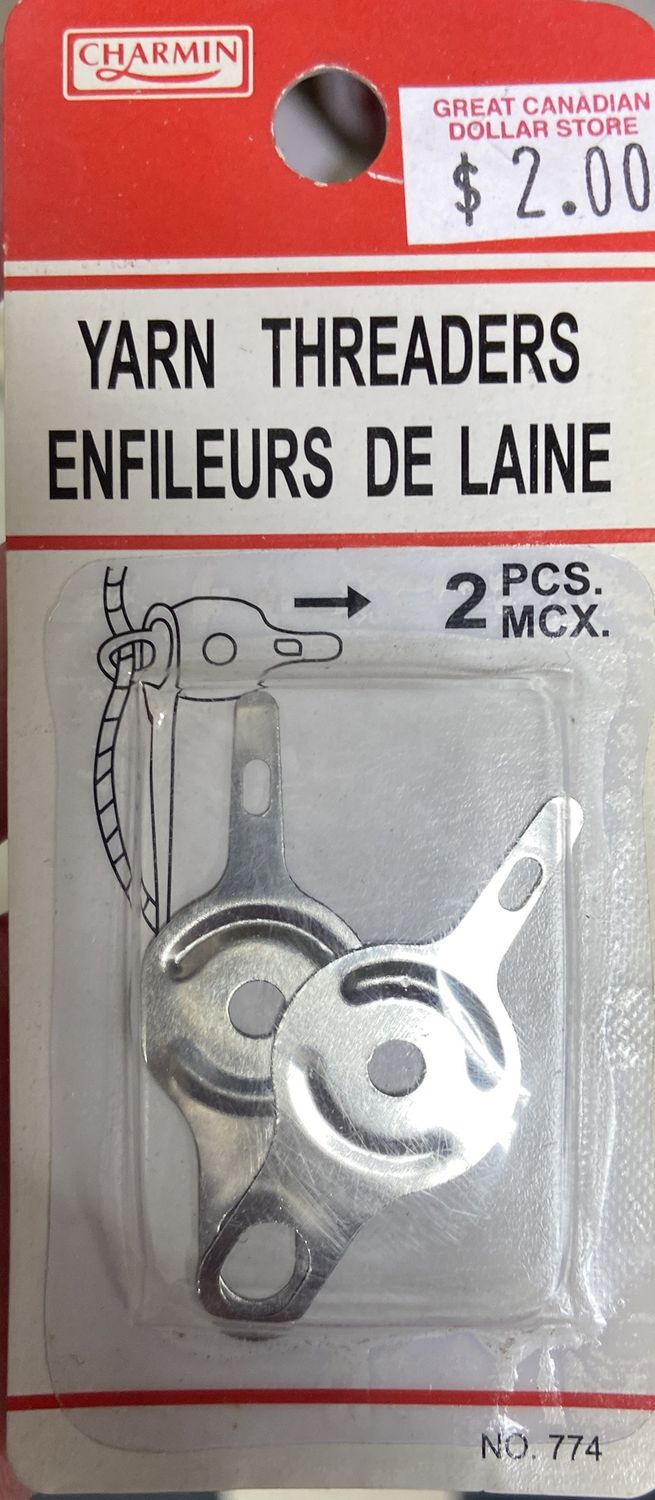 CHARMIN
GREAT CANADIAN
DOLLAR STORE
$ 2.00
YARN THREADERS
ENFILEURS DE LAINE
2 PCS.
MCX.
NO. 774